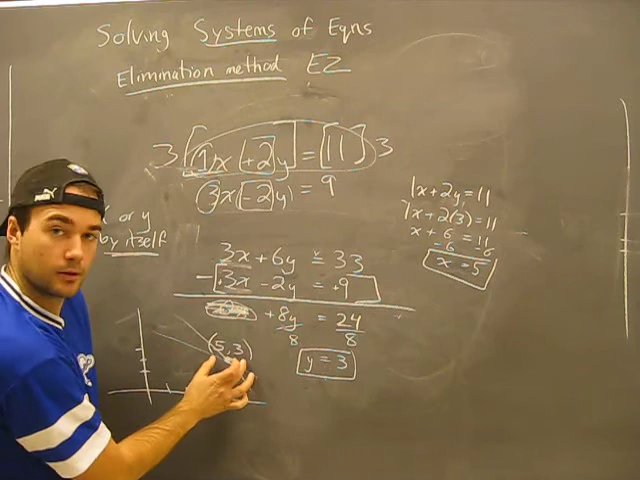 Solving Systems of Eqns
Elimination method EZ
3[1x+2y]=[11]3
3x-2y=9
x or y
by itself
3x+6y=33
-3x-2y=+9
+8y=24
8 8
y=3
1x+2y=11
1x+2(3)=11
x+6=11
-6 -6
x=5
(5,3)
PUMA